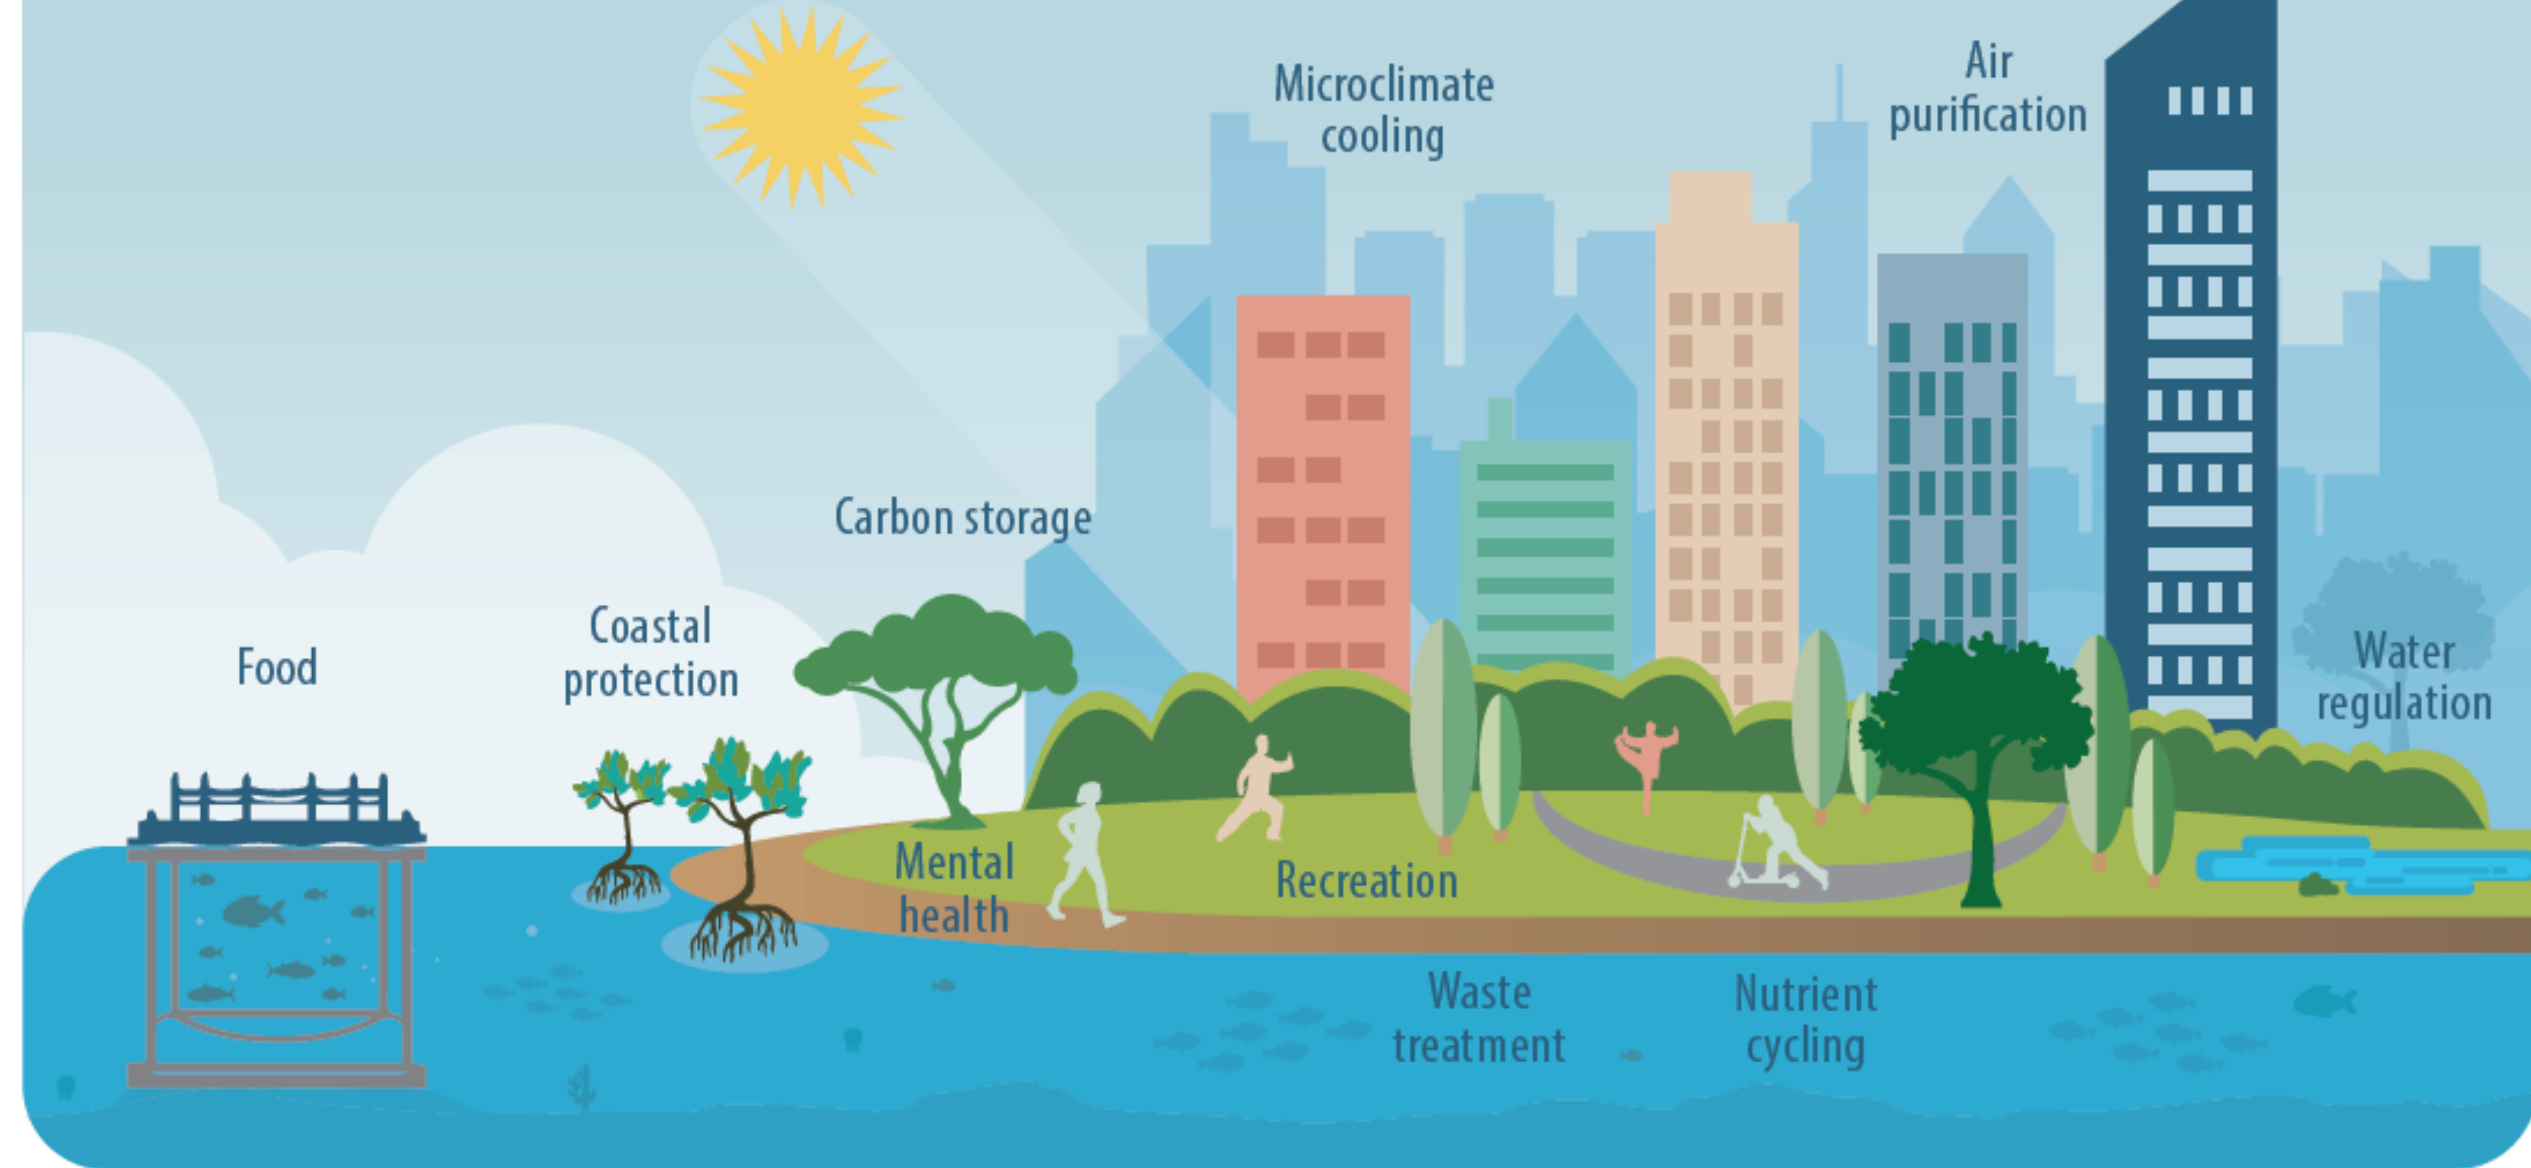 Microclimate
cooling
Air
purification
Carbon storage
Coastal
protection
Food
Water
regulation
Mental
health
Recreation
Waste
treatment
Nutrient
cycling